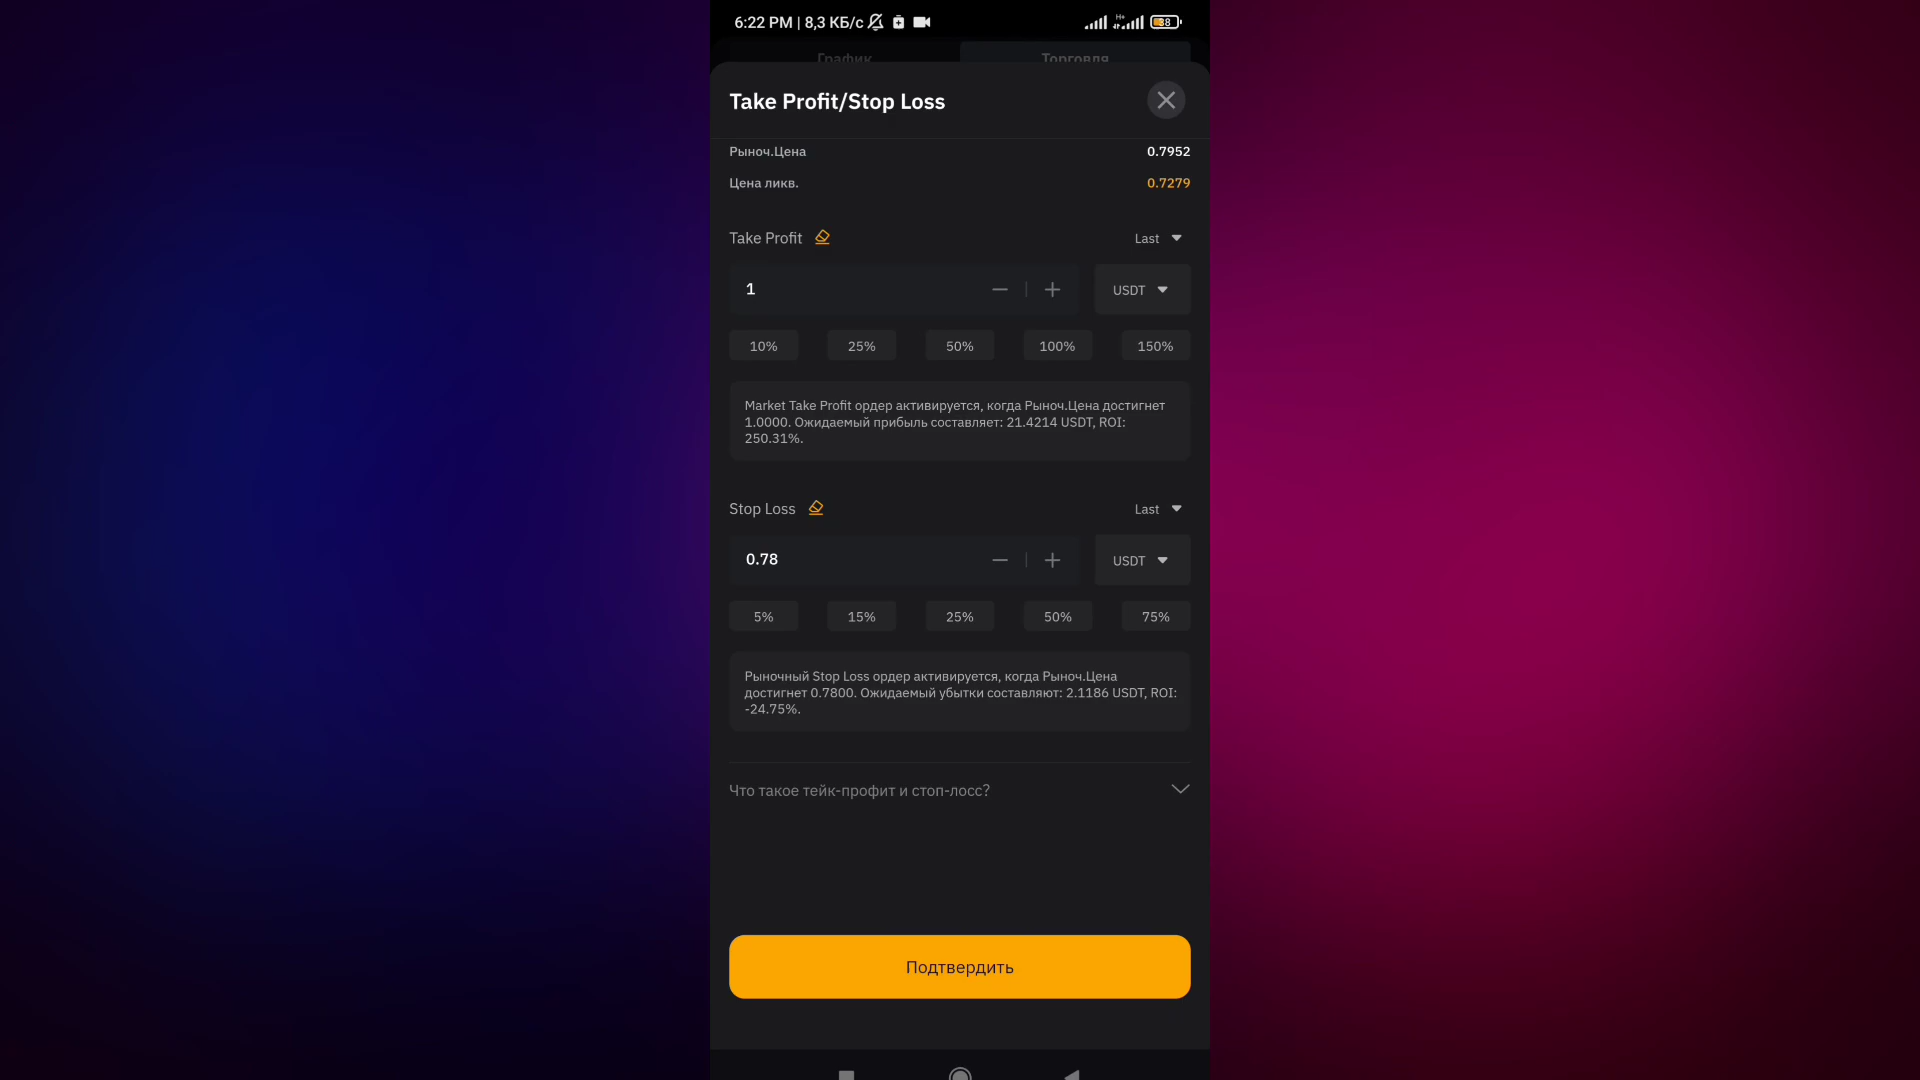 6:22 PM | 8,3 КБ/с H+ 38
График Торговля
Take Profit/Stop Loss
Рыноч.Цена 0.7952
Цена ликв. 0.7279
Take Profit Last
1 USDT
10% 25% 50% 100% 150%
Market Take Profit ордер активируется, когда Рыноч.Цена достигнет
1.0000. Ожидаемый прибыль составляет: 21.4214 USDT, ROI:
250.31%.
Stop Loss Last
0.78 USDT
5% 15% 25% 50% 75%
Рыночный Stop Loss ордер активируется, когда Рыноч.Цена
достигнет 0.7800. Ожидаемый убытки составляют: 2.1186 USDT, ROI:
-24.75%.
Что такое тейк-профит и стоп-лосс?
Подтвердить